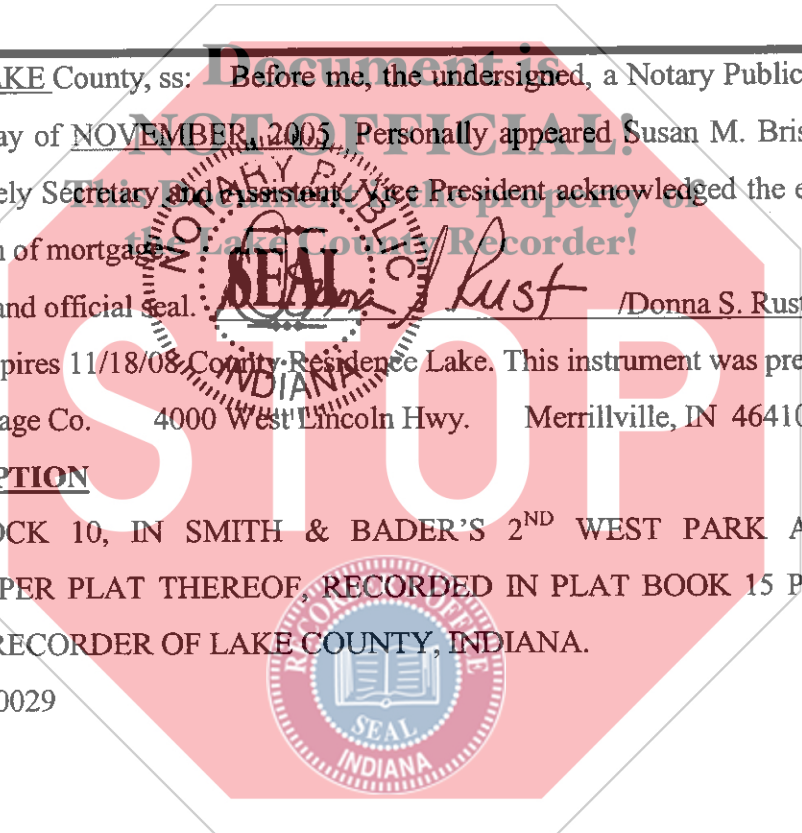 Document is
AKE County, ss: Before me, the undersigned, a Notary Public
NOT OFFICIAL!
ay of NOVEMBER, 2005, Personally appeared Susan M. Bris
This Document is the property of
ely Secretary and Assistant Vice President acknowledged the e
the Lake County Recorder!
n of mortgage.
NOTARY PUBLIC
SEAL
INDIANA
and official seal. Donna S Rust /Donna S. Rust
pires 11/18/08 County Residence Lake. This instrument was pre
age Co. 4000 West Lincoln Hwy. Merrillville, IN 46410
PTION
OCK 10, IN SMITH & BADER'S 2ND WEST PARK A
PER PLAT THEREOF, RECORDED IN PLAT BOOK 15 P
RECORDER OF LAKE COUNTY, INDIANA.
0029
STOP
RECORDER'S OFFICE
SEAL
INDIANA